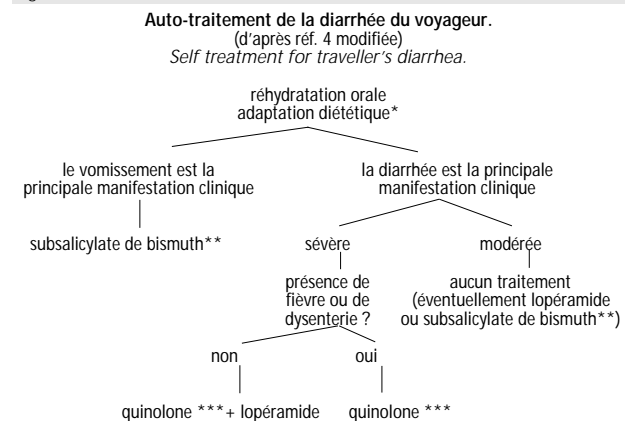 Auto-traitement de la diarrhée du voyageur.
(d'après réf. 4 modifiée)
Self treatment for traveller's diarrhea.
réhydratation orale
adaptation diététique*
le vomissement est la
principale manifestation clinique
la diarrhée est la principale
manifestation clinique
subsalicylate de bismuth**
sévère
modérée
présence de
fièvre ou de
dysenterie ?
aucun traitement
(éventuellement lopéramide
ou subsalicylate de bismuth**)
non
oui
quinolone ***+ lopéramide
quinolone ***